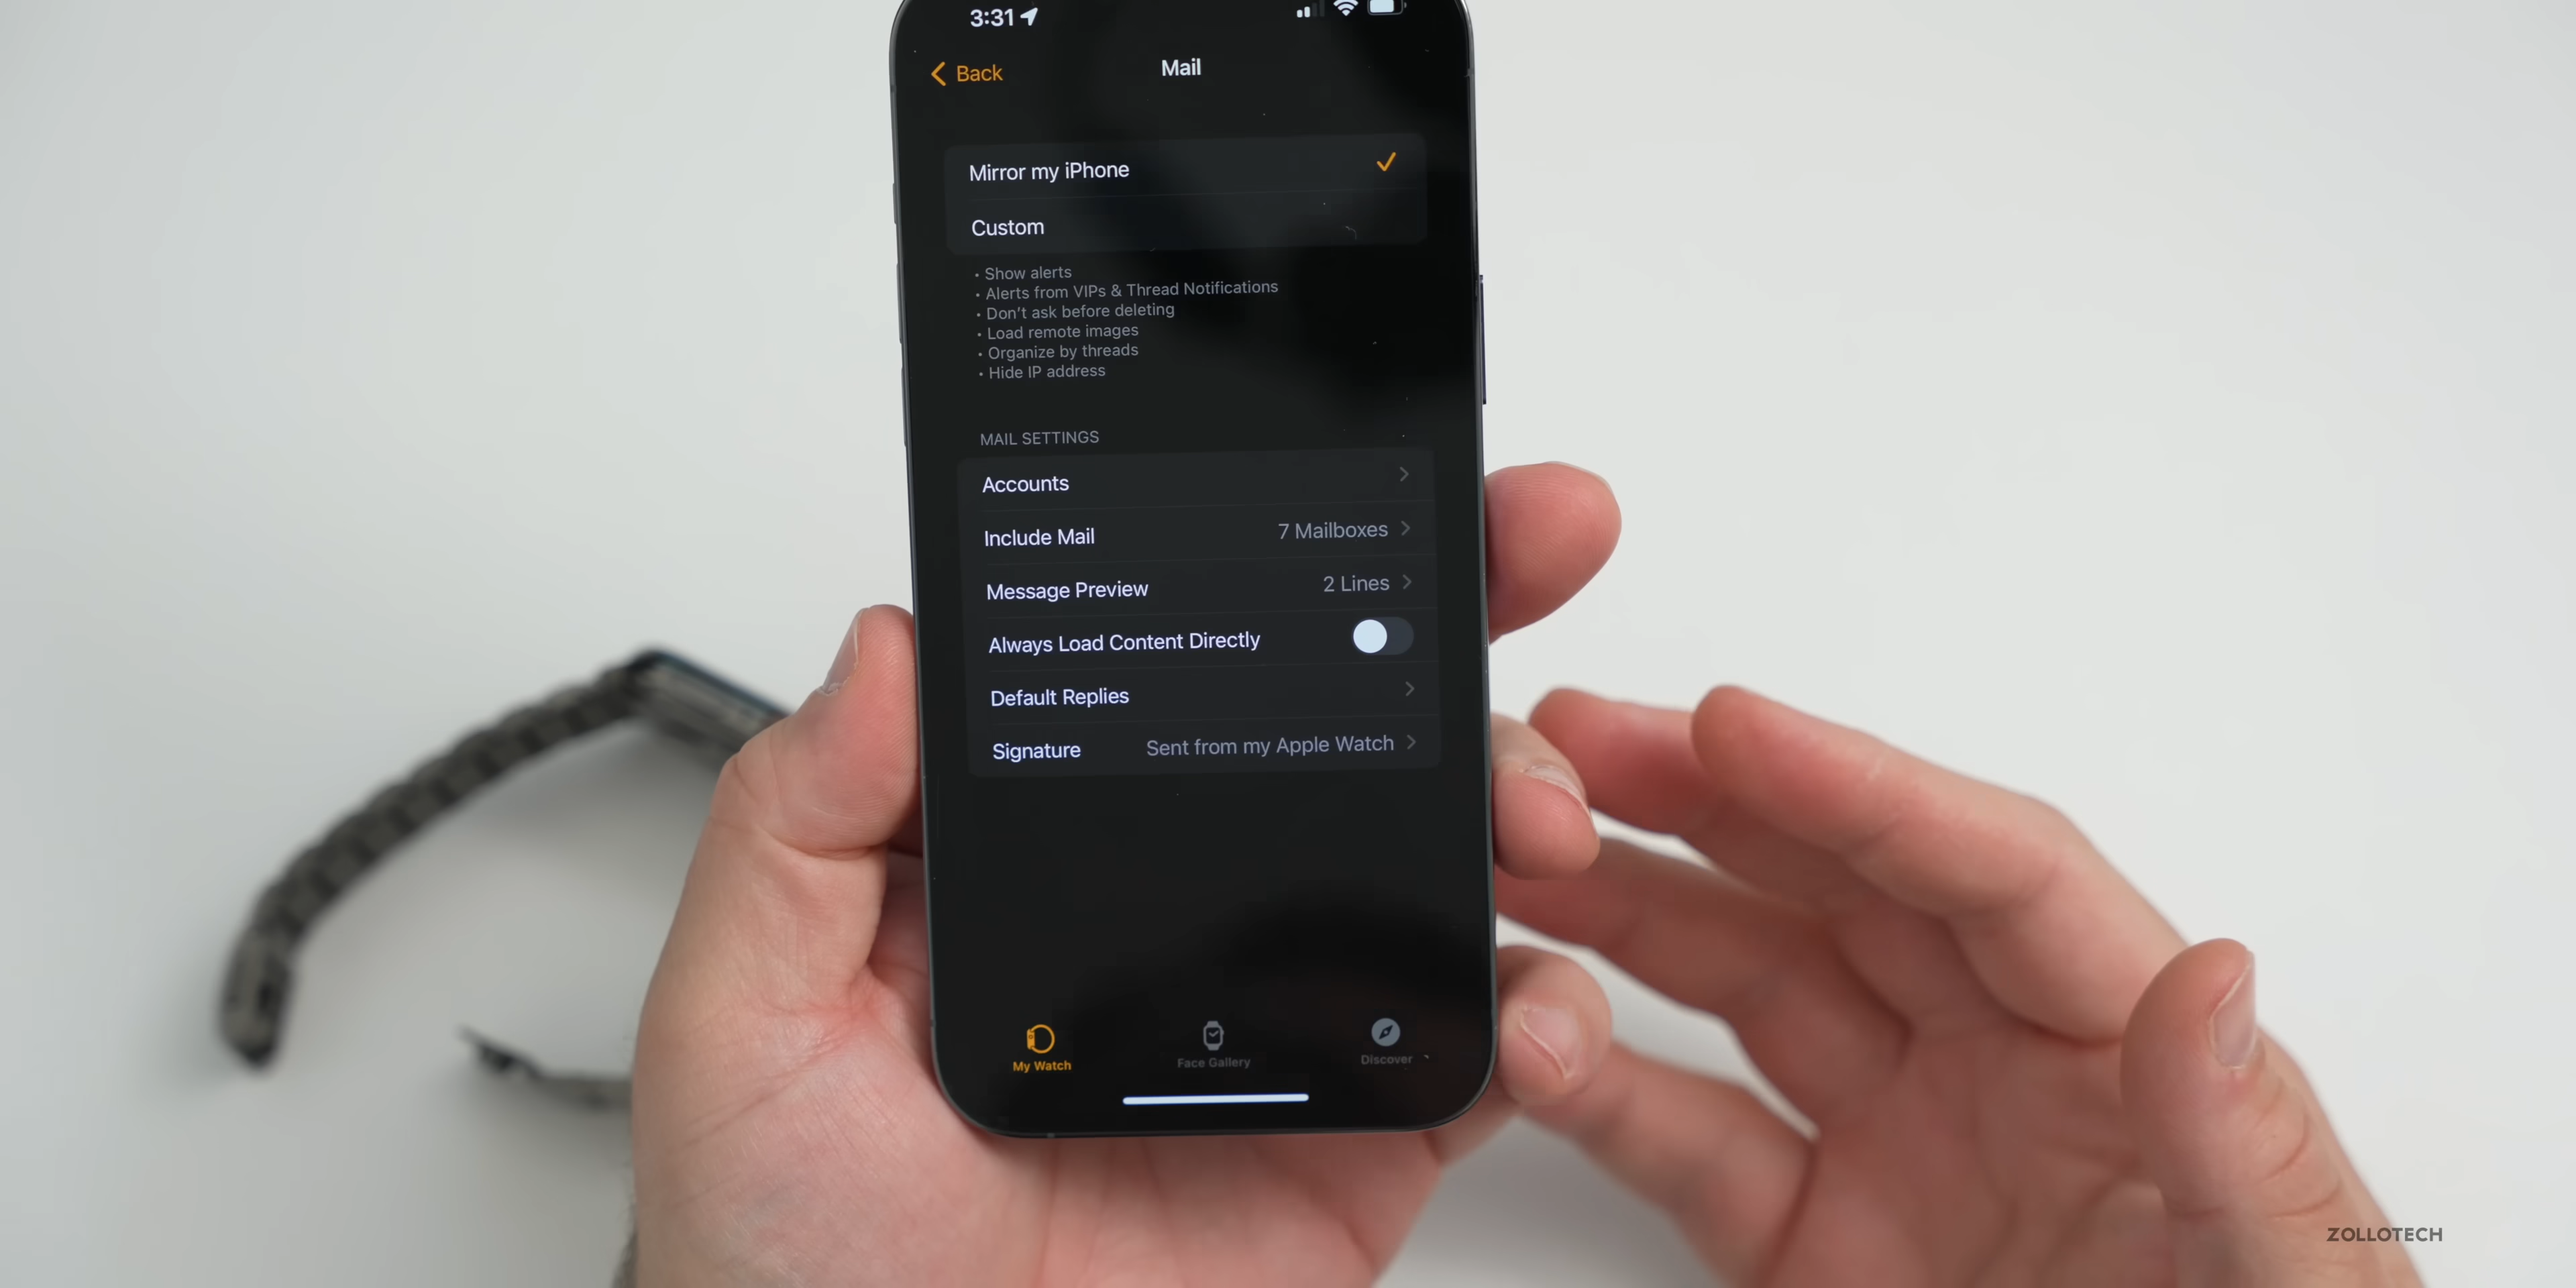 3:31
Back
Mail
Mirror my iPhone
Custom
• Show alerts
• Alerts from VIPs & Thread Notifications
• Don't ask before deleting
• Load remote images
• Organize by threads
• Hide IP address
MAIL SETTINGS
Accounts
Include Mail 7 Mailboxes
Message Preview 2 Lines
Always Load Content Directly
Default Replies
Signature Sent from my Apple Watch
My Watch Face Gallery Discover
ZOLLOTECH